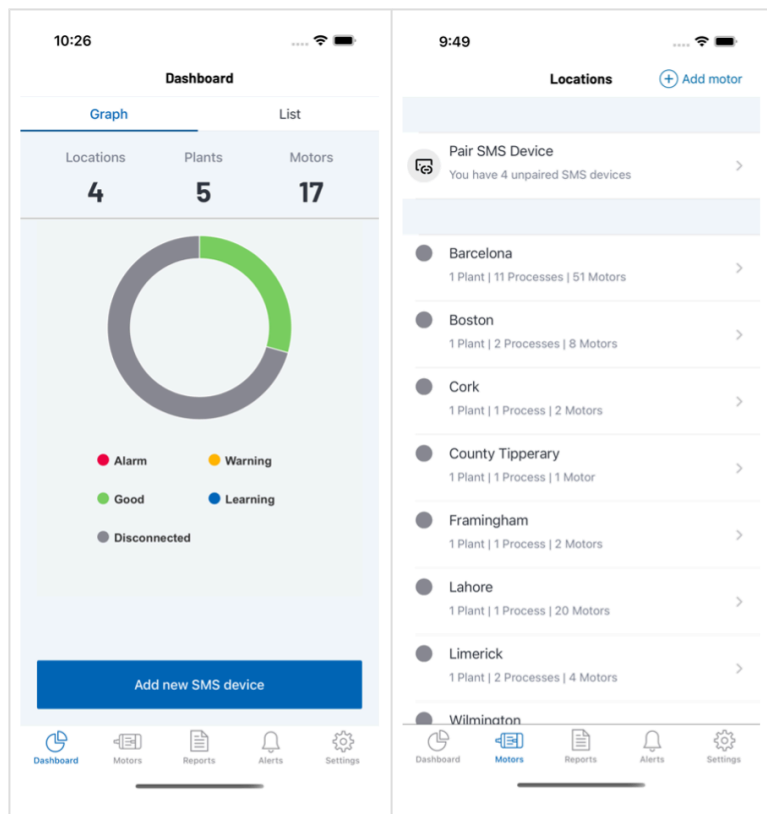 10:26
Dashboard
Graph
List
Locations
Plants
Motors
4
5
17
Alarm
Warning
Good
Learning
Disconnected
Add new SMS device
Dashboard
Motors
Reports
Alerts
Settings
9:49
Locations
Add motor
Pair SMS Device
You have 4 unpaired SMS devices
Barcelona
1 Plant | 11 Processes | 51 Motors
Boston
1 Plant | 2 Processes | 8 Motors
Cork
1 Plant | 1 Process | 2 Motors
County Tipperary
1 Plant | 1 Process | 1 Motor
Framingham
1 Plant | 1 Process | 2 Motors
Lahore
1 Plant | 1 Process | 20 Motors
Limerick
1 Plant | 2 Processes | 4 Motors
Wilmington
Dashboard
Motors
Reports
Alerts
Settings